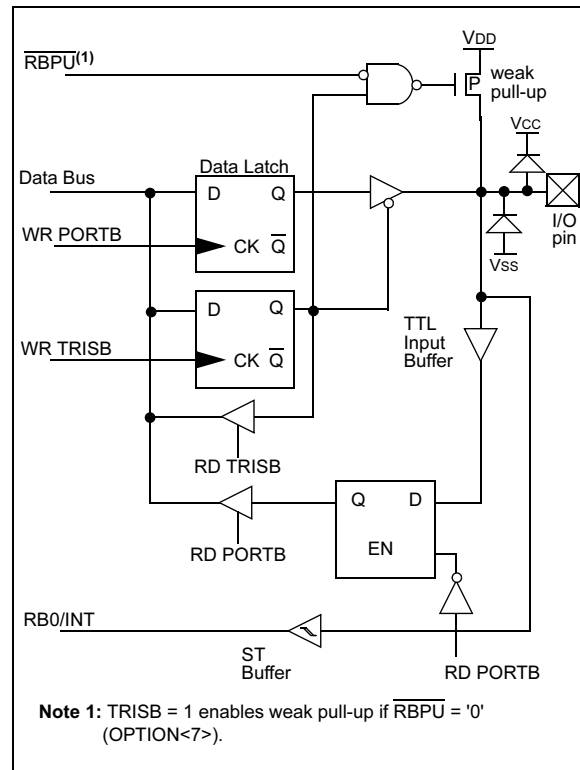 VDD
RBPU(1)
P
weak
pull-up
VCC
Data Latch
Data Bus
D
Q
I/O
pin
WR PORTB
CK
Q
VSS
D
Q
TTL
Input
Buffer
WR TRISB
CK
Q
RD TRISB
Q
D
RD PORTB
EN
RB0/INT
ST
Buffer
RD PORTB
Note 1: TRISB = 1 enables weak pull-up if RBPU = '0'
(OPTION<7>).